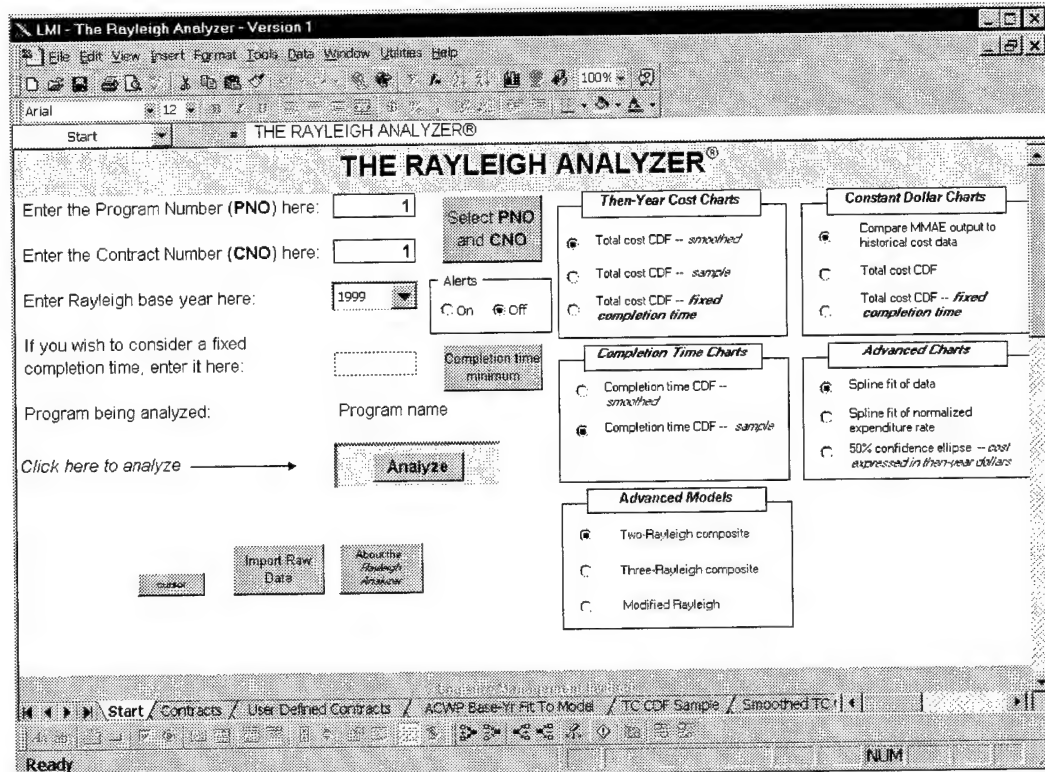 LMI - The Rayleigh Analyzer - Version 1
File Edit View Insert Format Tools Data Window Utilities Help
100%
Arial 12
Start = THE RAYLEIGH ANALYZER®
THE RAYLEIGH ANALYZER®
Enter the Program Number (PNO) here: 1
Select PNO and CNO
Enter the Contract Number (CNO) here: 1
Enter Rayleigh base year here: 1999
Alerts
On Off
If you wish to consider a fixed
completion time, enter it here:
Completion time
minimum
Program being analyzed: Program name
Click here to analyze
Analyze
cursor
Import Raw
Data
About the
Rayleigh
Analyzer
Then-Year Cost Charts
Total cost CDF -- smoothed
Total cost CDF -- sample
Total cost CDF -- fixed
completion time
Constant Dollar Charts
Compare MMAE output to
historical cost data
Total cost CDF
Total cost CDF -- fixed
completion time
Completion Time Charts
Completion time CDF --
smoothed
Completion time CDF -- sample
Advanced Charts
Spline fit of data
Spline fit of normalized
expenditure rate
50% confidence ellipse -- cost
expressed in then-year dollars
Advanced Models
Two-Rayleigh composite
Three-Rayleigh composite
Modified Rayleigh
Logistics Management Institute
Start / Contracts / User Defined Contracts / ACWP Base-Yr Fit To Model / TC CDF Sample / Smoothed TC
Ready
NUM